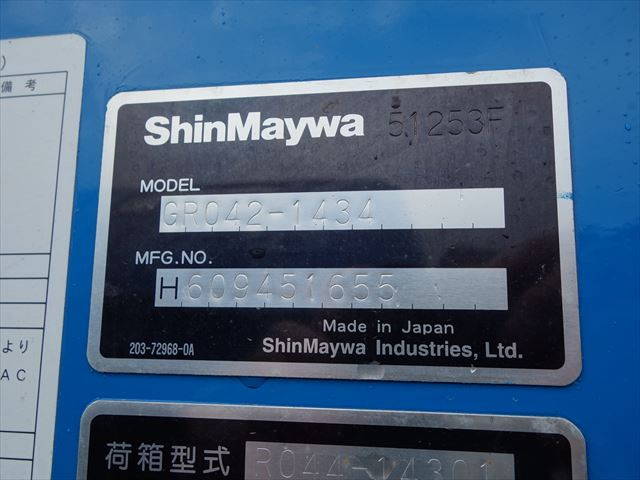 )
備考
ShinMaywa 51253F
MODEL
GR042-1434
MFG.NO.
H609451655
Made in Japan
203-72968-0A ShinMaywa Industries, Ltd.
より
AC
荷箱型式 R044-14301